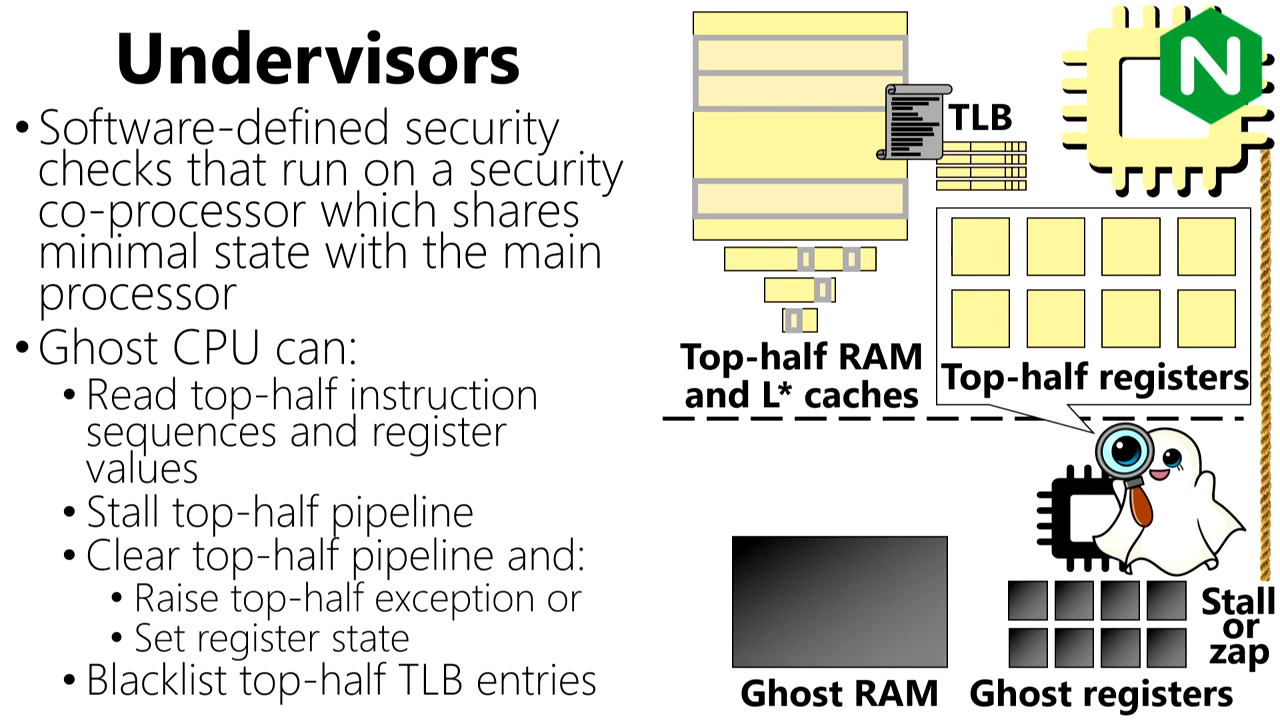 Undervisors
• Software-defined security
checks that run on a security
co-processor which shares
minimal state with the main
processor
• Ghost CPU can:
• Read top-half instruction
sequences and register
values
• Stall top-half pipeline
• Clear top-half pipeline and:
• Raise top-half exception or
• Set register state
• Blacklist top-half TLB entries
N
TLB
Top-half RAM
and L* caches
Top-half registers
Stall
or
zap
Ghost RAM
Ghost registers